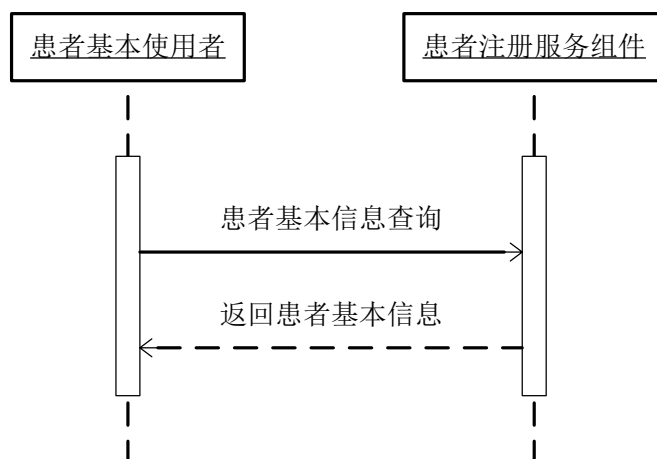 患者基本使用者
患者注册服务组件
患者基本信息查询
返回患者基本信息